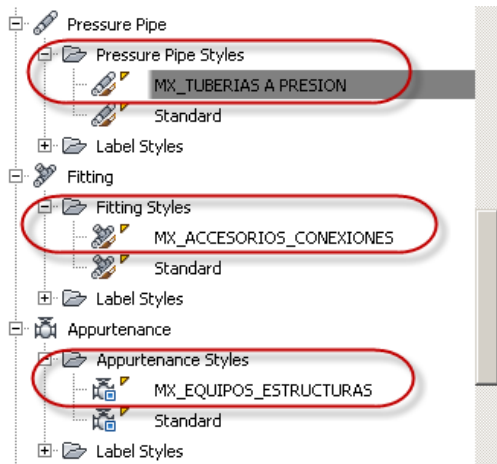 Pressure Pipe
Pressure Pipe Styles
MX_TUBERIAS A PRESION
Standard
Label Styles
Fitting
Fitting Styles
MX_ACCESORIOS_CONEXIONES
Standard
Label Styles
Appurtenance
Appurtenance Styles
MX_EQUIPOS_ESTRUCTURAS
Standard
Label Styles